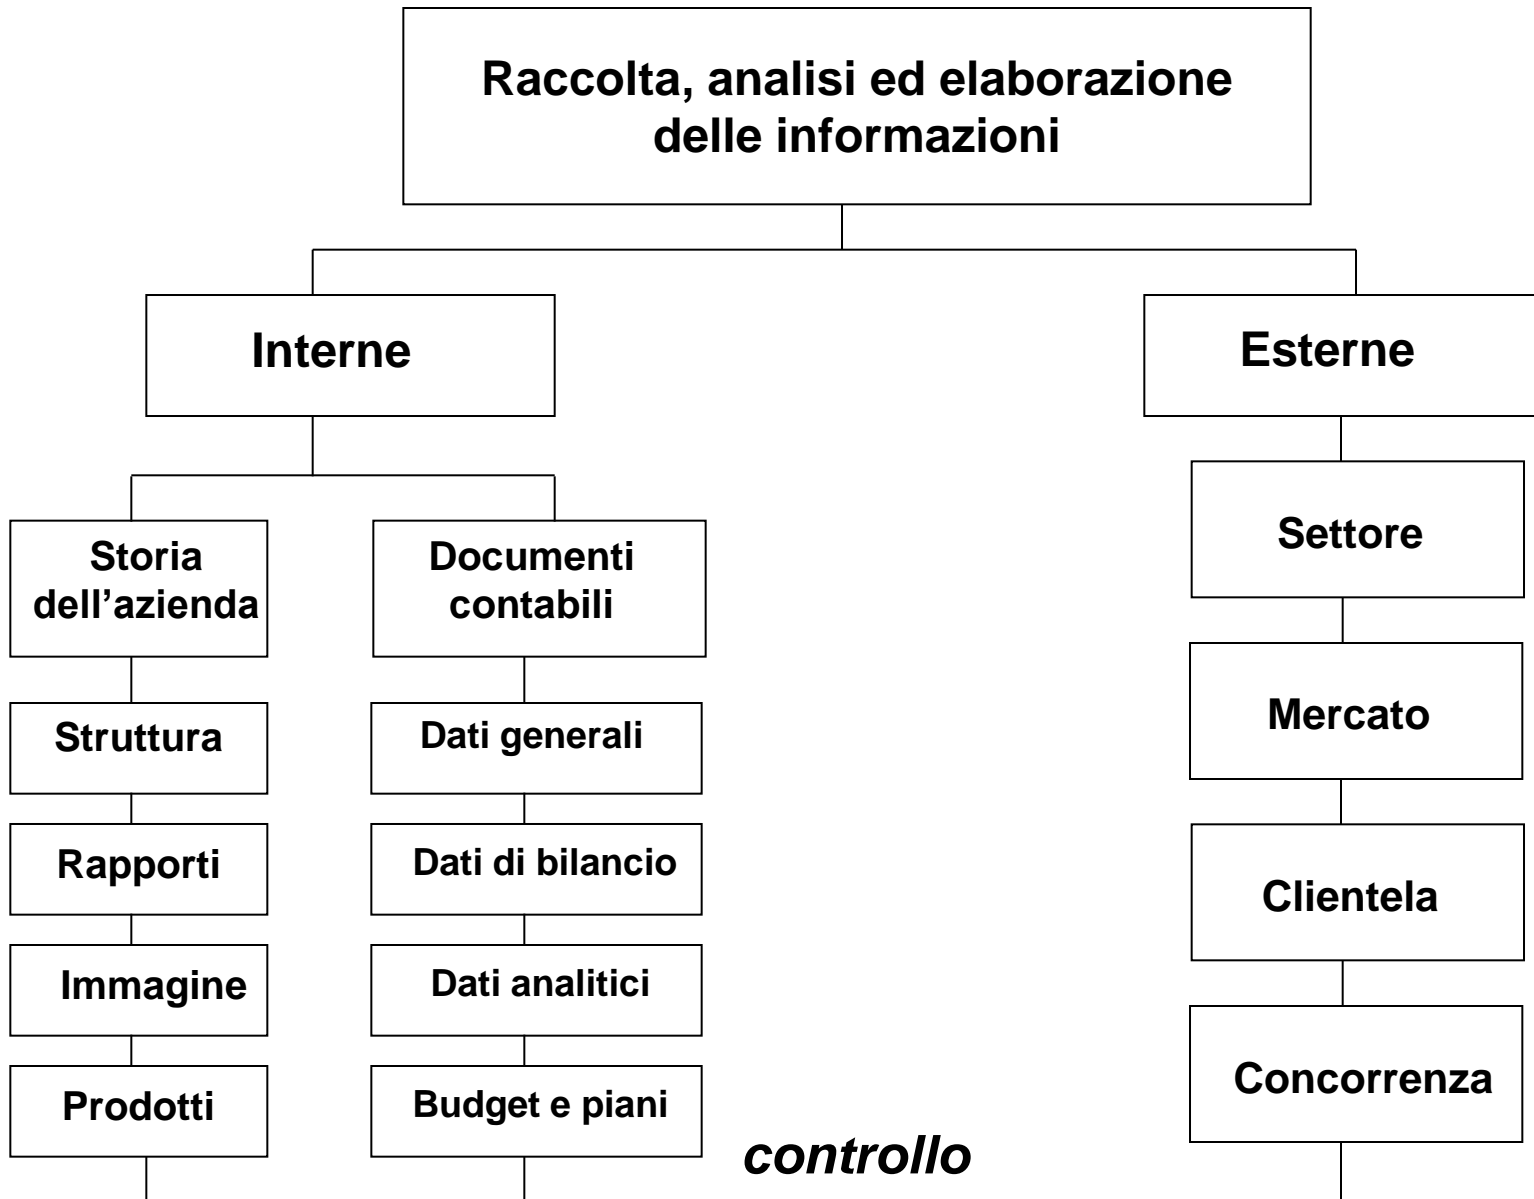 Raccolta, analisi ed elaborazione
delle informazioni
Interne
Esterne
Storia
dell’azienda
Documenti
contabili
Settore
Struttura
Dati generali
Mercato
Rapporti
Dati di bilancio
Clientela
Immagine
Dati analitici
Concorrenza
Prodotti
Budget e piani
controllo